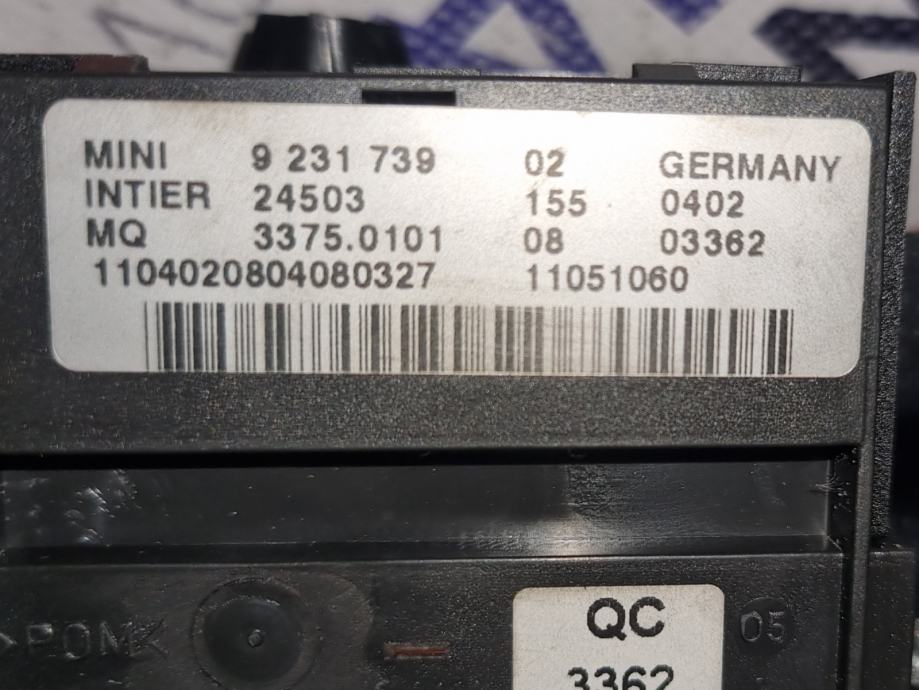 MINI 9 231 739 02 GERMANY
INTIER 24503 155 0402
MQ 3375.0101 08 03362
1104020804080327 11051060
>POM<
QC
05
3362